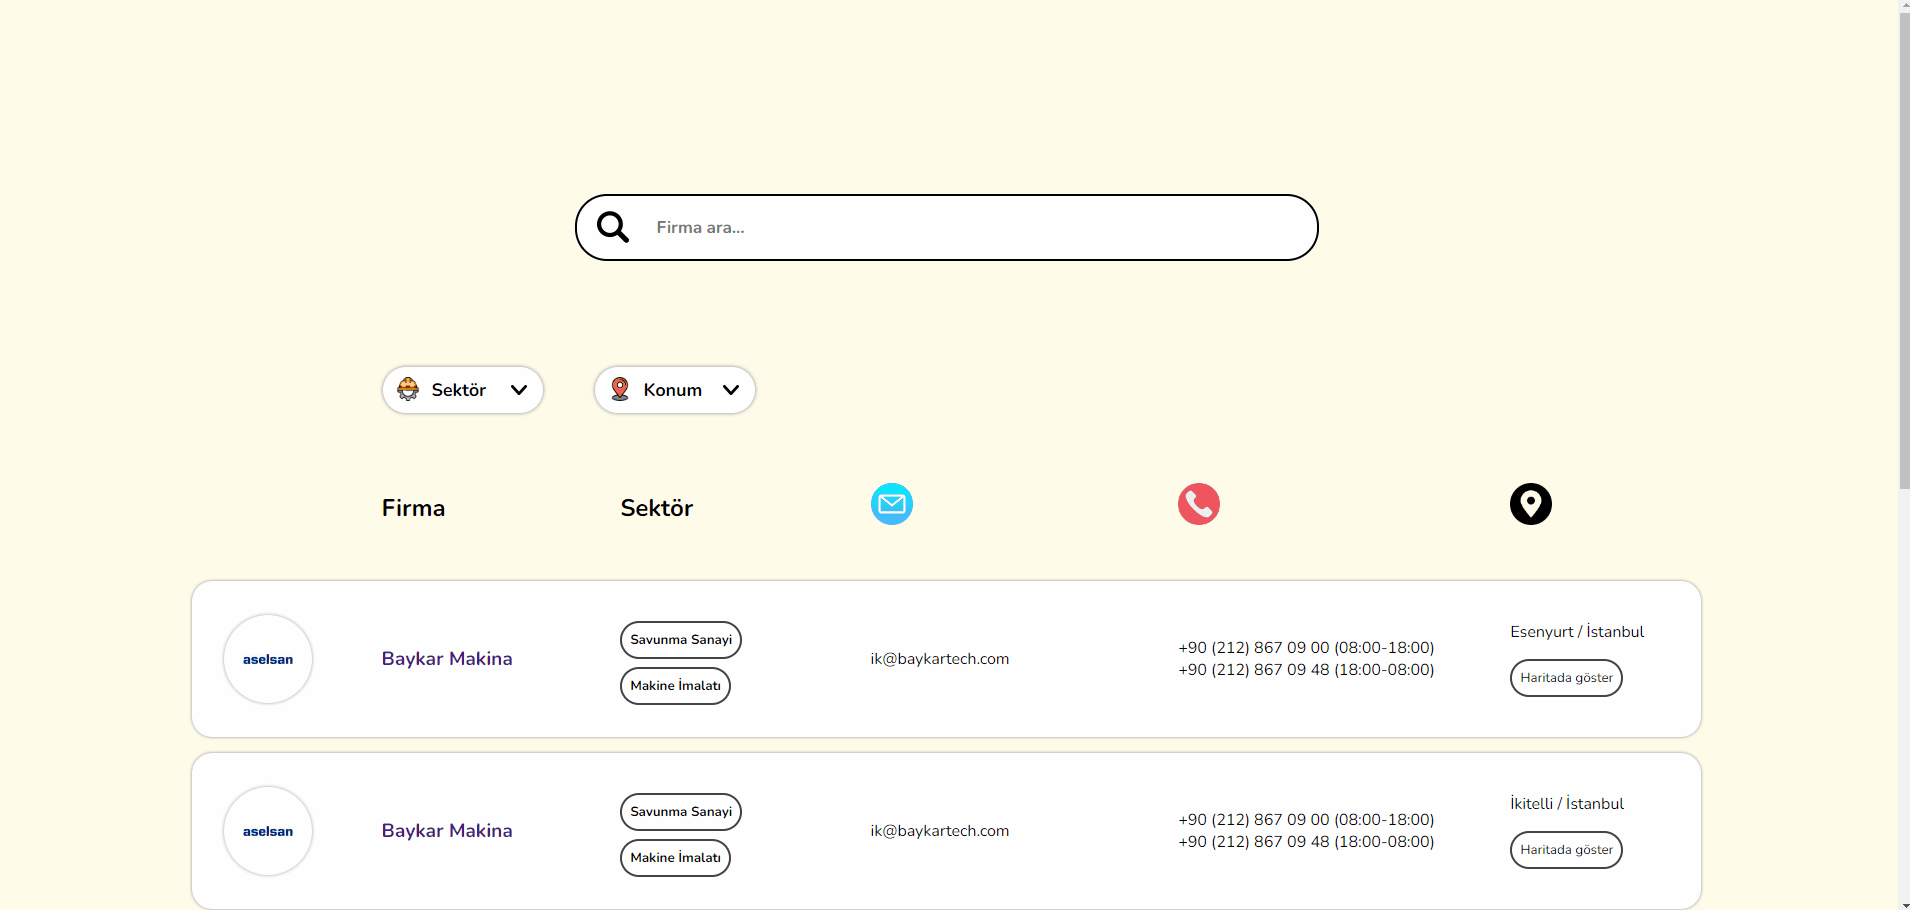 Firma ara...
Sektör
Konum
Firma
Sektör
aselsan
Baykar Makina
Savunma Sanayi
Makine İmalatı
ik@baykartech.com
+90 (212) 867 09 00 (08:00-18:00)
+90 (212) 867 09 48 (18:00-08:00)
Esenyurt / İstanbul
Haritada göster
aselsan
Baykar Makina
Savunma Sanayi
Makine İmalatı
ik@baykartech.com
+90 (212) 867 09 00 (08:00-18:00)
+90 (212) 867 09 48 (18:00-08:00)
İkitelli / İstanbul
Haritada göster